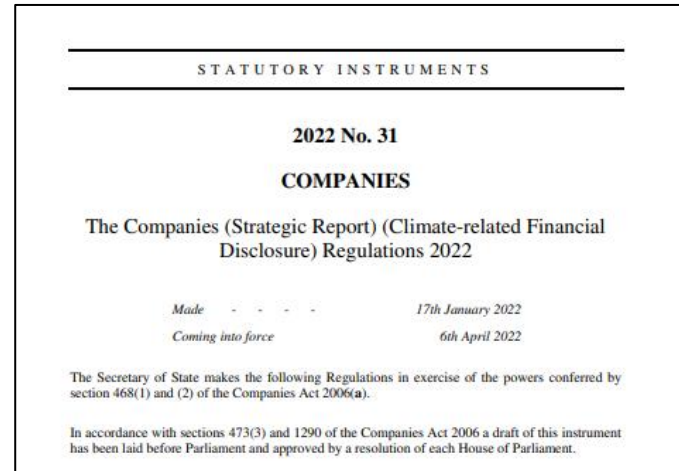 STATUTORY INSTRUMENTS
2022 No. 31
COMPANIES
The Companies (Strategic Report) (Climate-related Financial
Disclosure) Regulations 2022
Made - - - - 17th January 2022
Coming into force 6th April 2022
The Secretary of State makes the following Regulations in exercise of the powers conferred by
section 468(1) and (2) of the Companies Act 2006(a).
In accordance with sections 473(3) and 1290 of the Companies Act 2006 a draft of this instrument
has been laid before Parliament and approved by a resolution of each House of Parliament.